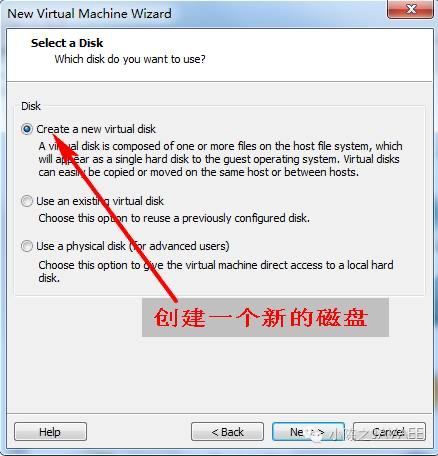 New Virtual Machine Wizard
Select a Disk
Which disk do you want to use?
Disk
Create a new virtual disk
A virtual disk is composed of one or more files on the host file system, which
will appear as a single hard disk to the guest operating system. Virtual disks
can easily be copied or moved on the same host or between hosts.
Use an existing virtual disk
Choose this option to reuse a previously configured disk.
Use a physical disk (for advanced users)
Choose this option to give the virtual machine direct access to a local hard
disk.
创建一个新的磁盘
Help
< Back
Next >
Cancel